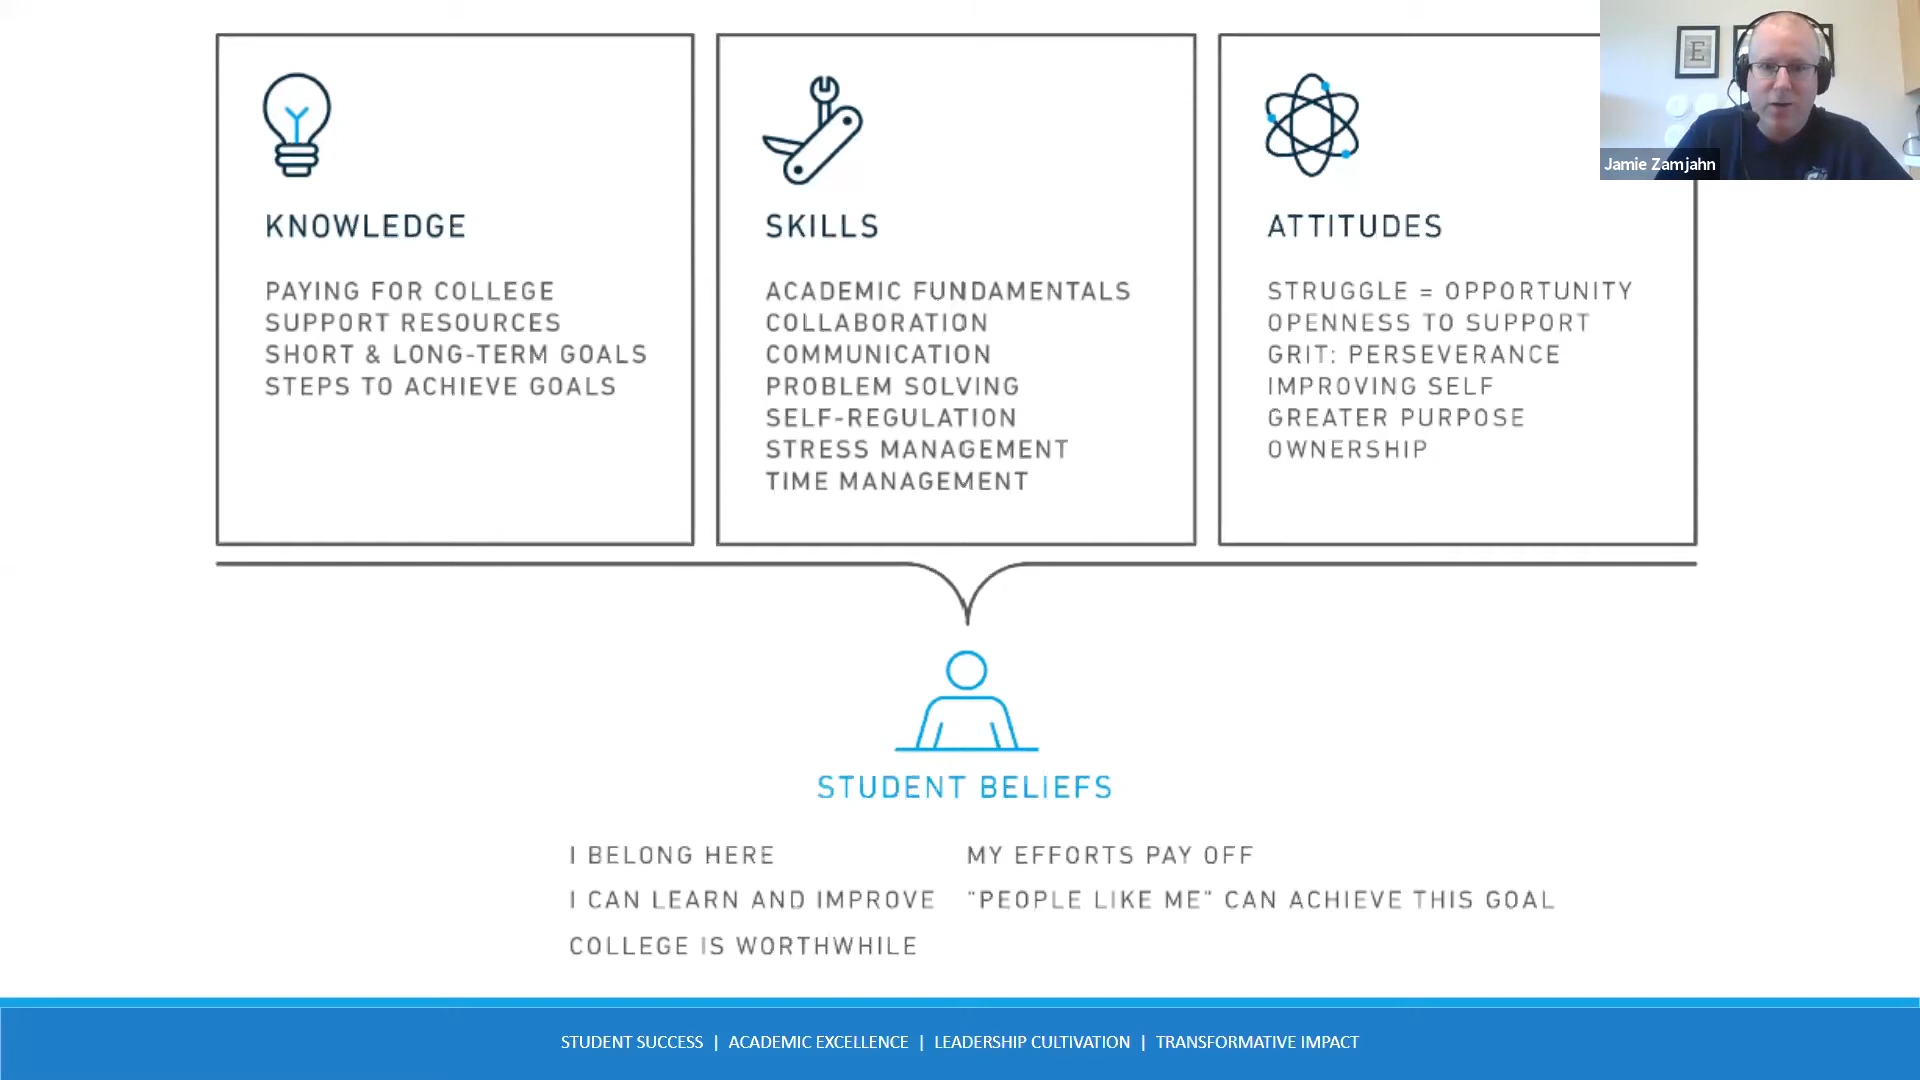 KNOWLEDGE
PAYING FOR COLLEGE
SUPPORT RESOURCES
SHORT & LONG-TERM GOALS
STEPS TO ACHIEVE GOALS
SKILLS
ACADEMIC FUNDAMENTALS
COLLABORATION
COMMUNICATION
PROBLEM SOLVING
SELF-REGULATION
STRESS MANAGEMENT
TIME MANAGEMENT
ATTITUDES
STRUGGLE = OPPORTUNITY
OPENNESS TO SUPPORT
GRIT: PERSEVERANCE
IMPROVING SELF
GREATER PURPOSE
OWNERSHIP
E
Jamie Zamjahn
STUDENT BELIEFS
I BELONG HERE
I CAN LEARN AND IMPROVE
COLLEGE IS WORTHWHILE
MY EFFORTS PAY OFF
"PEOPLE LIKE ME" CAN ACHIEVE THIS GOAL
STUDENT SUCCESS | ACADEMIC EXCELLENCE | LEADERSHIP CULTIVATION | TRANSFORMATIVE IMPACT